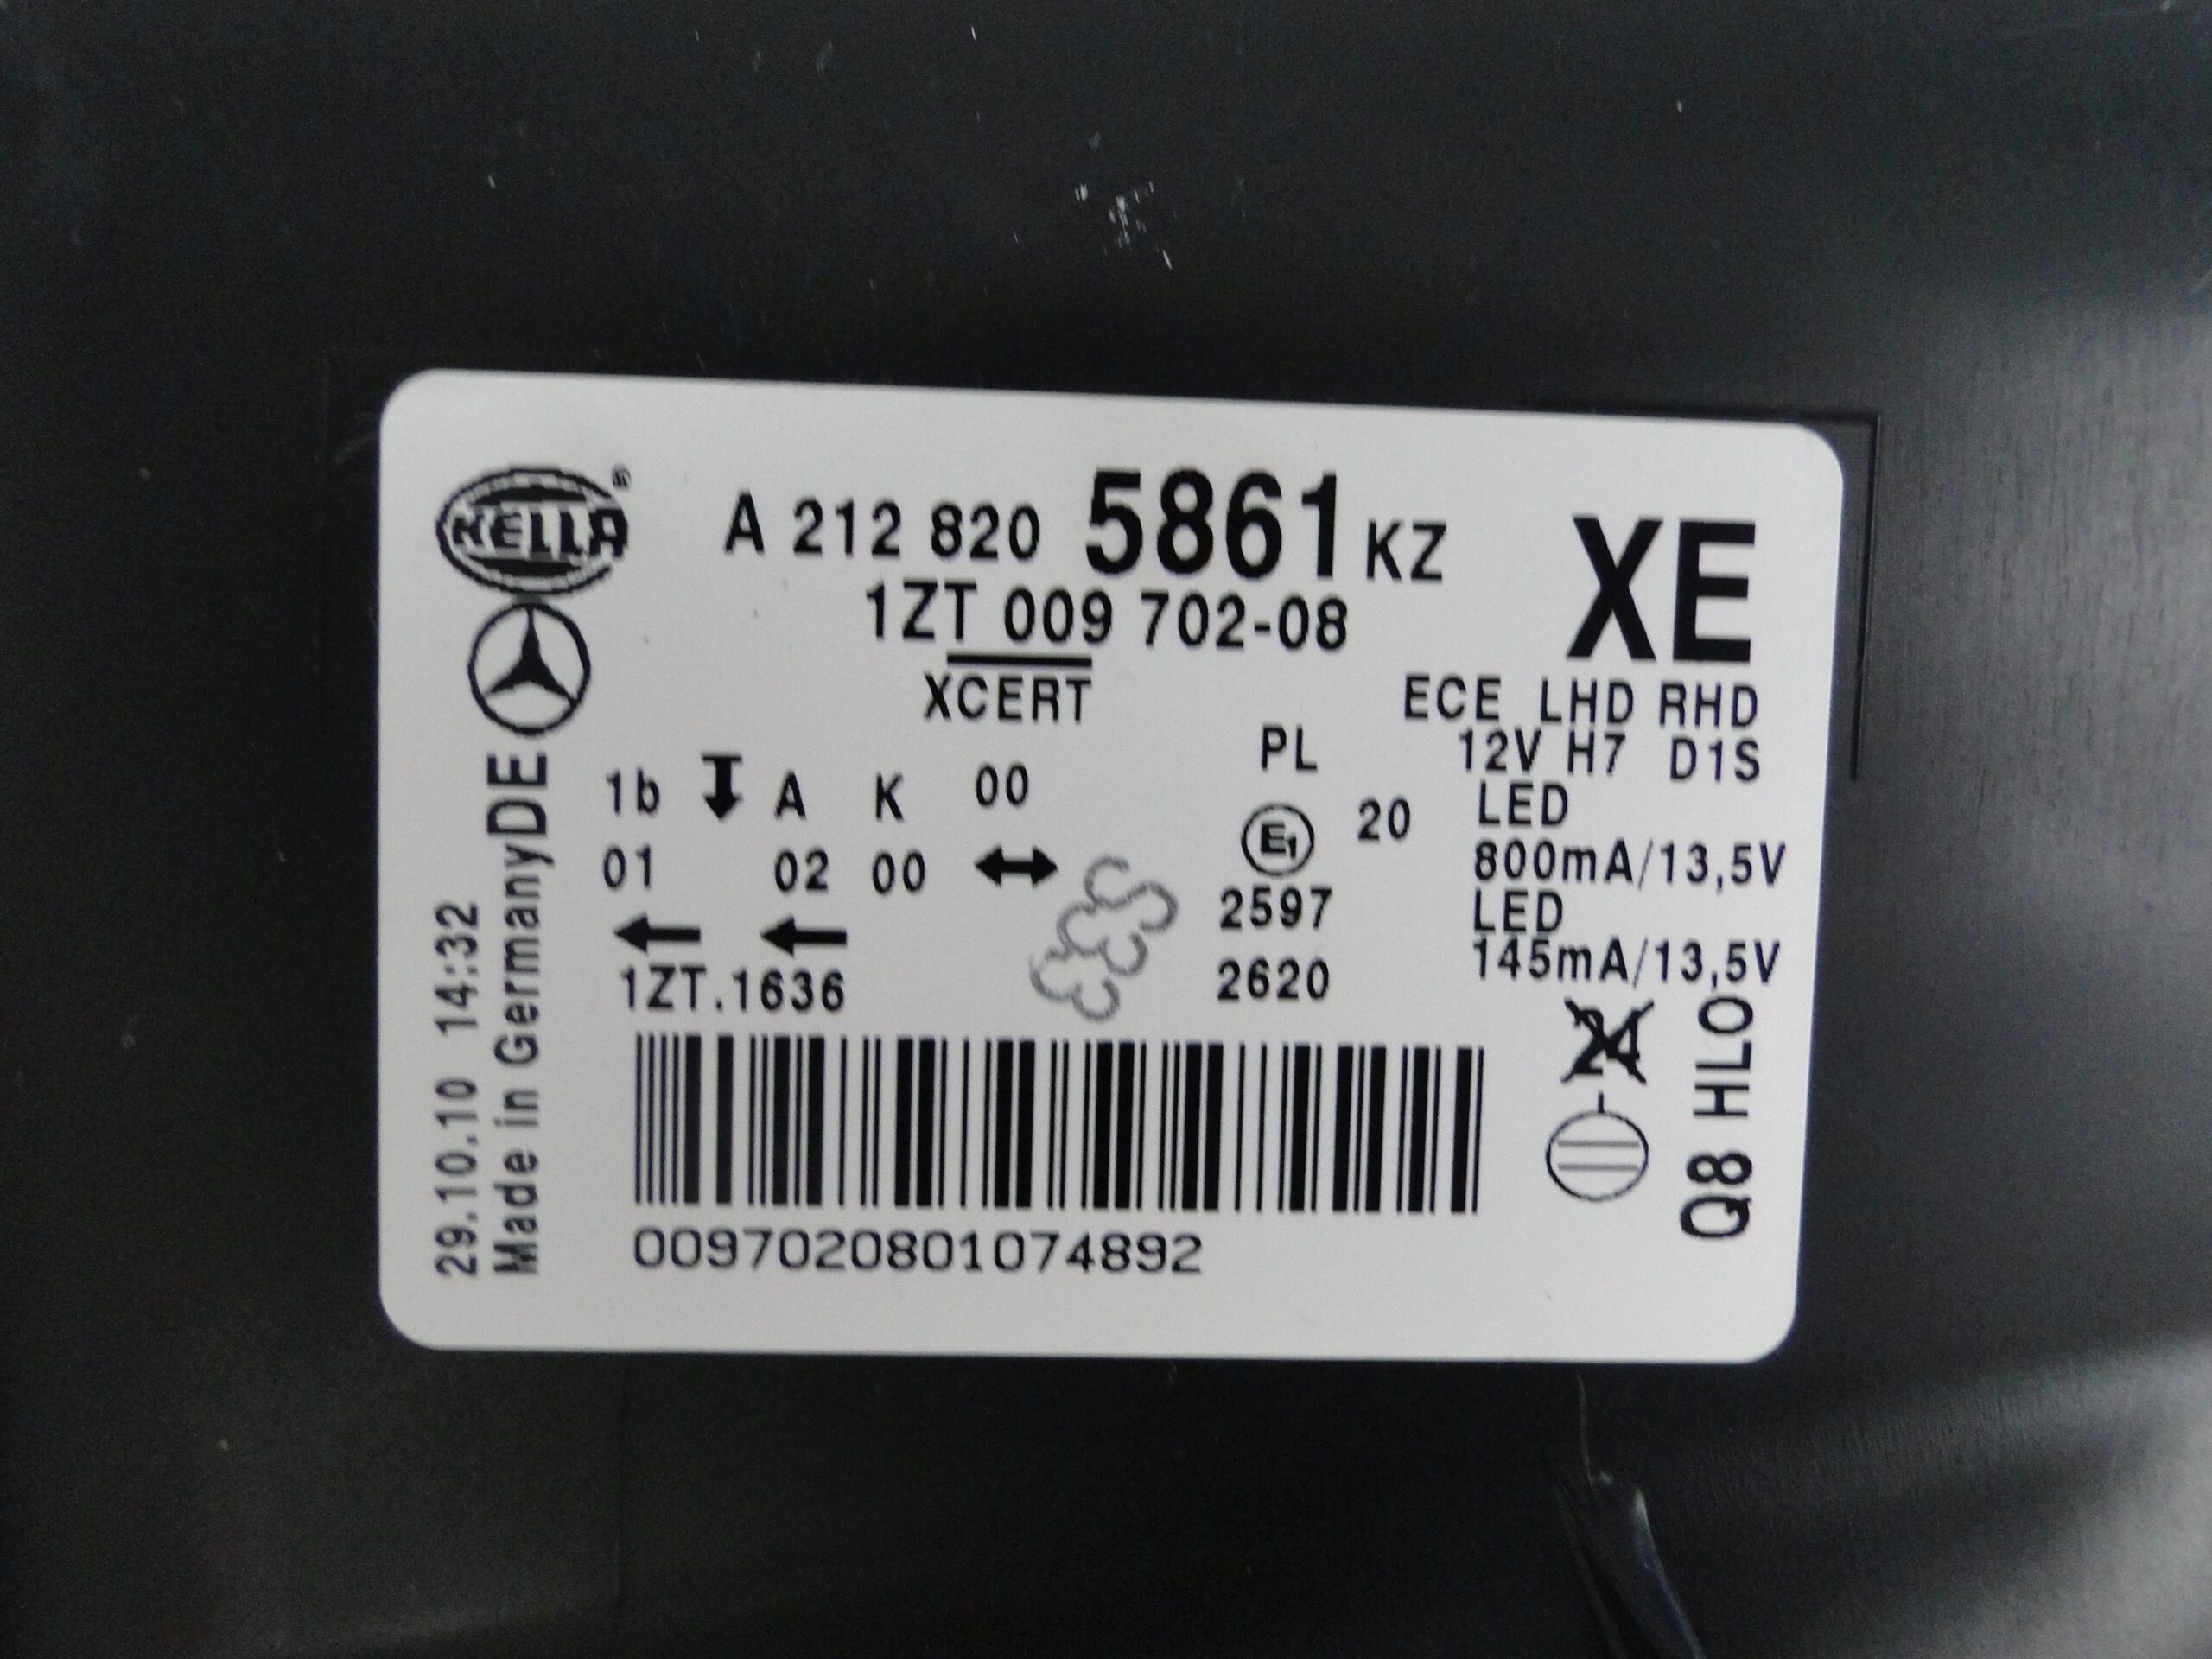 HELLA®
A 212 820 5861 KZ
XE
1ZT 009 702-08
XCERT
ECE LHD RHD
PL
12V H7 D1S
1b A K 00
LED
20
E1
800mA/13,5V
01 02 00
2597
LED
145mA/13,5V
1ZT.1636
2620
24
Q8 HLO
DE
Made in Germany
29.10.10 14:32
0097020801074892